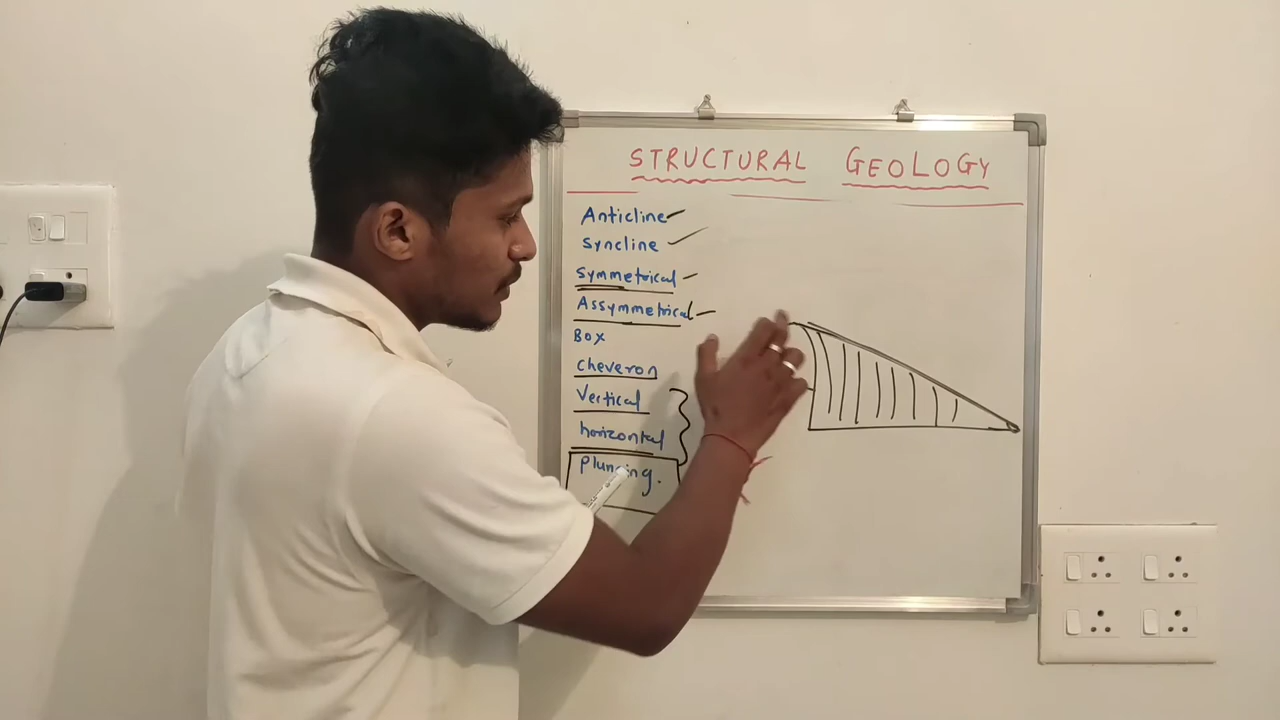 STRUCTURAL GEOLOGY
Anticline
Syncline
Symmetrical
Assymmetrical
Box
cheveron
Vertical
horizontal
Plunging.